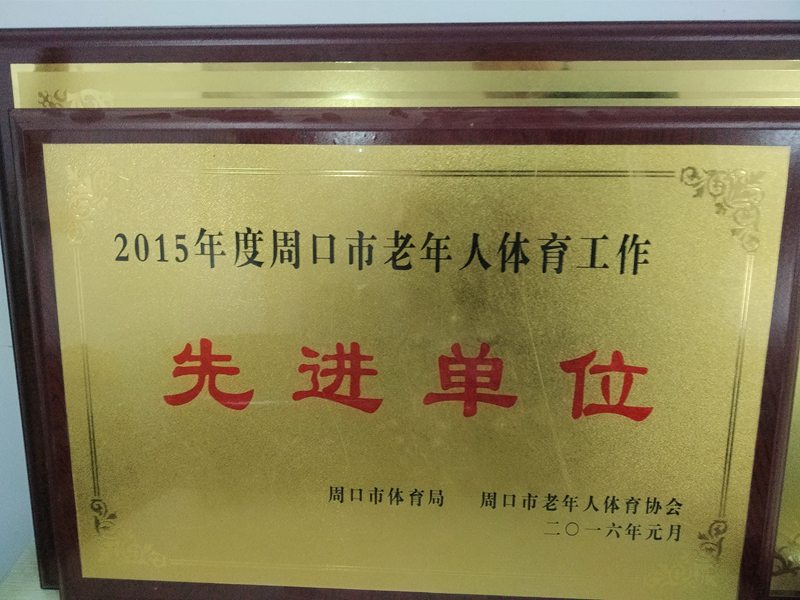 2015年度周口市老年人体育工作
先进单位
周口市体育局 周口市老年人体育协会
二〇一六年元月